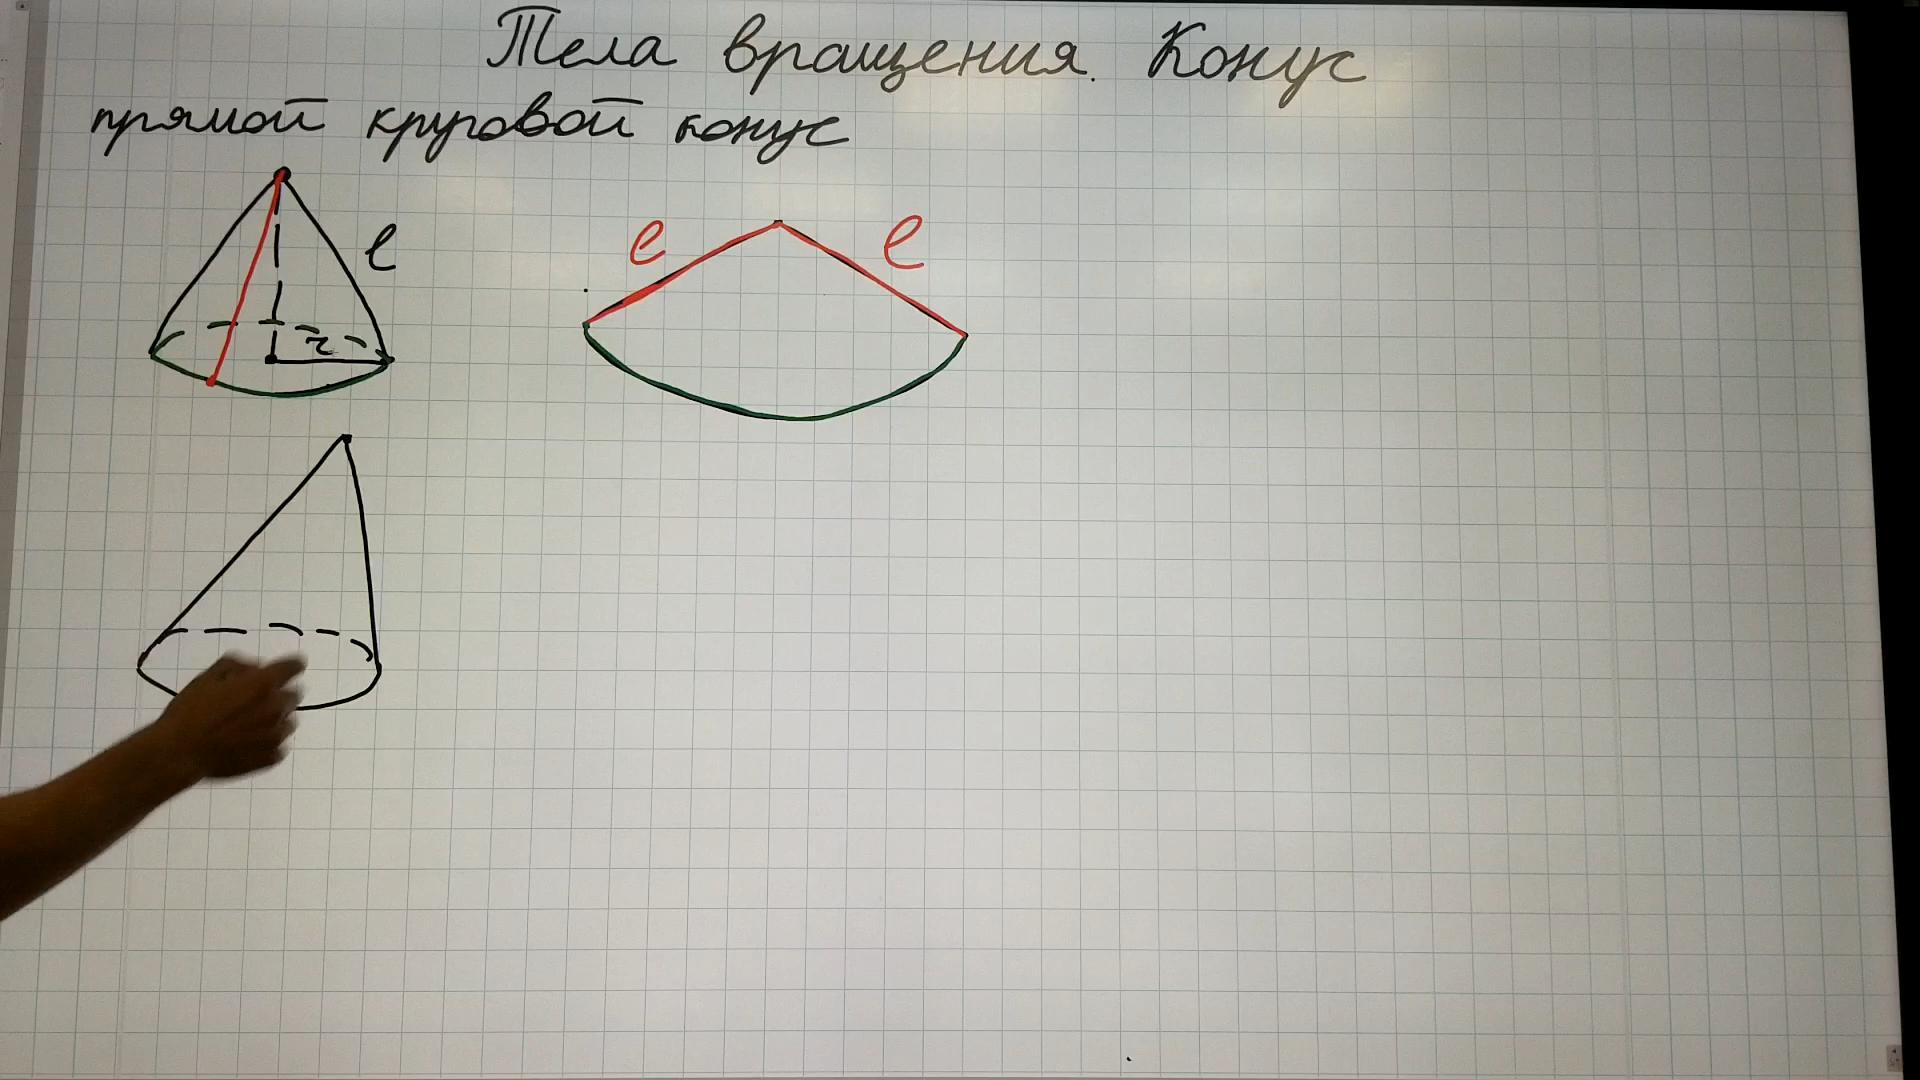 Тела вращения. Конус
прямой круговой конус
l
r
l
l